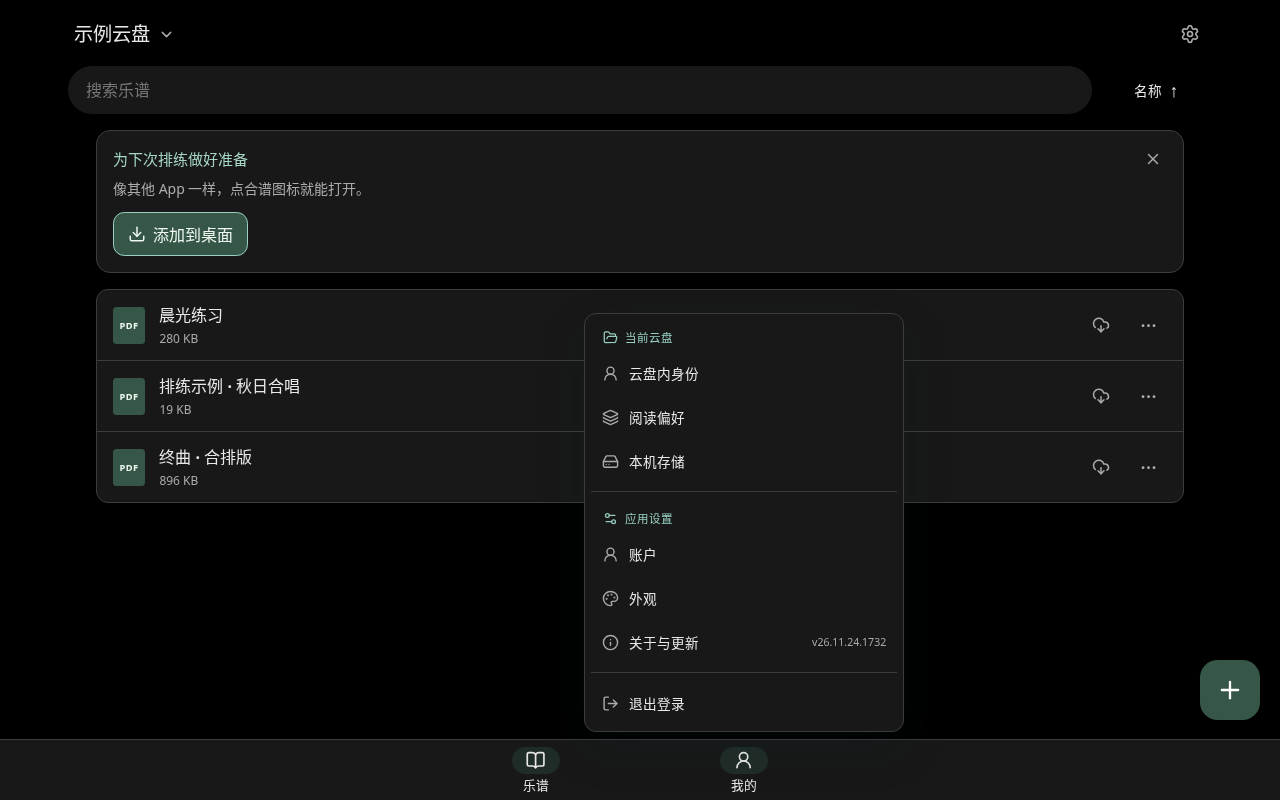 示例云盘
搜索乐谱
名称 ↑
为下次排练做好准备
像其他 App 一样，点合谱图标就能打开。
添加到桌面
PDF
晨光练习
280 KB
PDF
排练示例 · 秋日合唱
19 KB
PDF
终曲 · 合排版
896 KB
当前云盘
云盘内身份
阅读偏好
本机存储
应用设置
账户
外观
关于与更新 v26.11.24.1732
退出登录
乐谱
我的